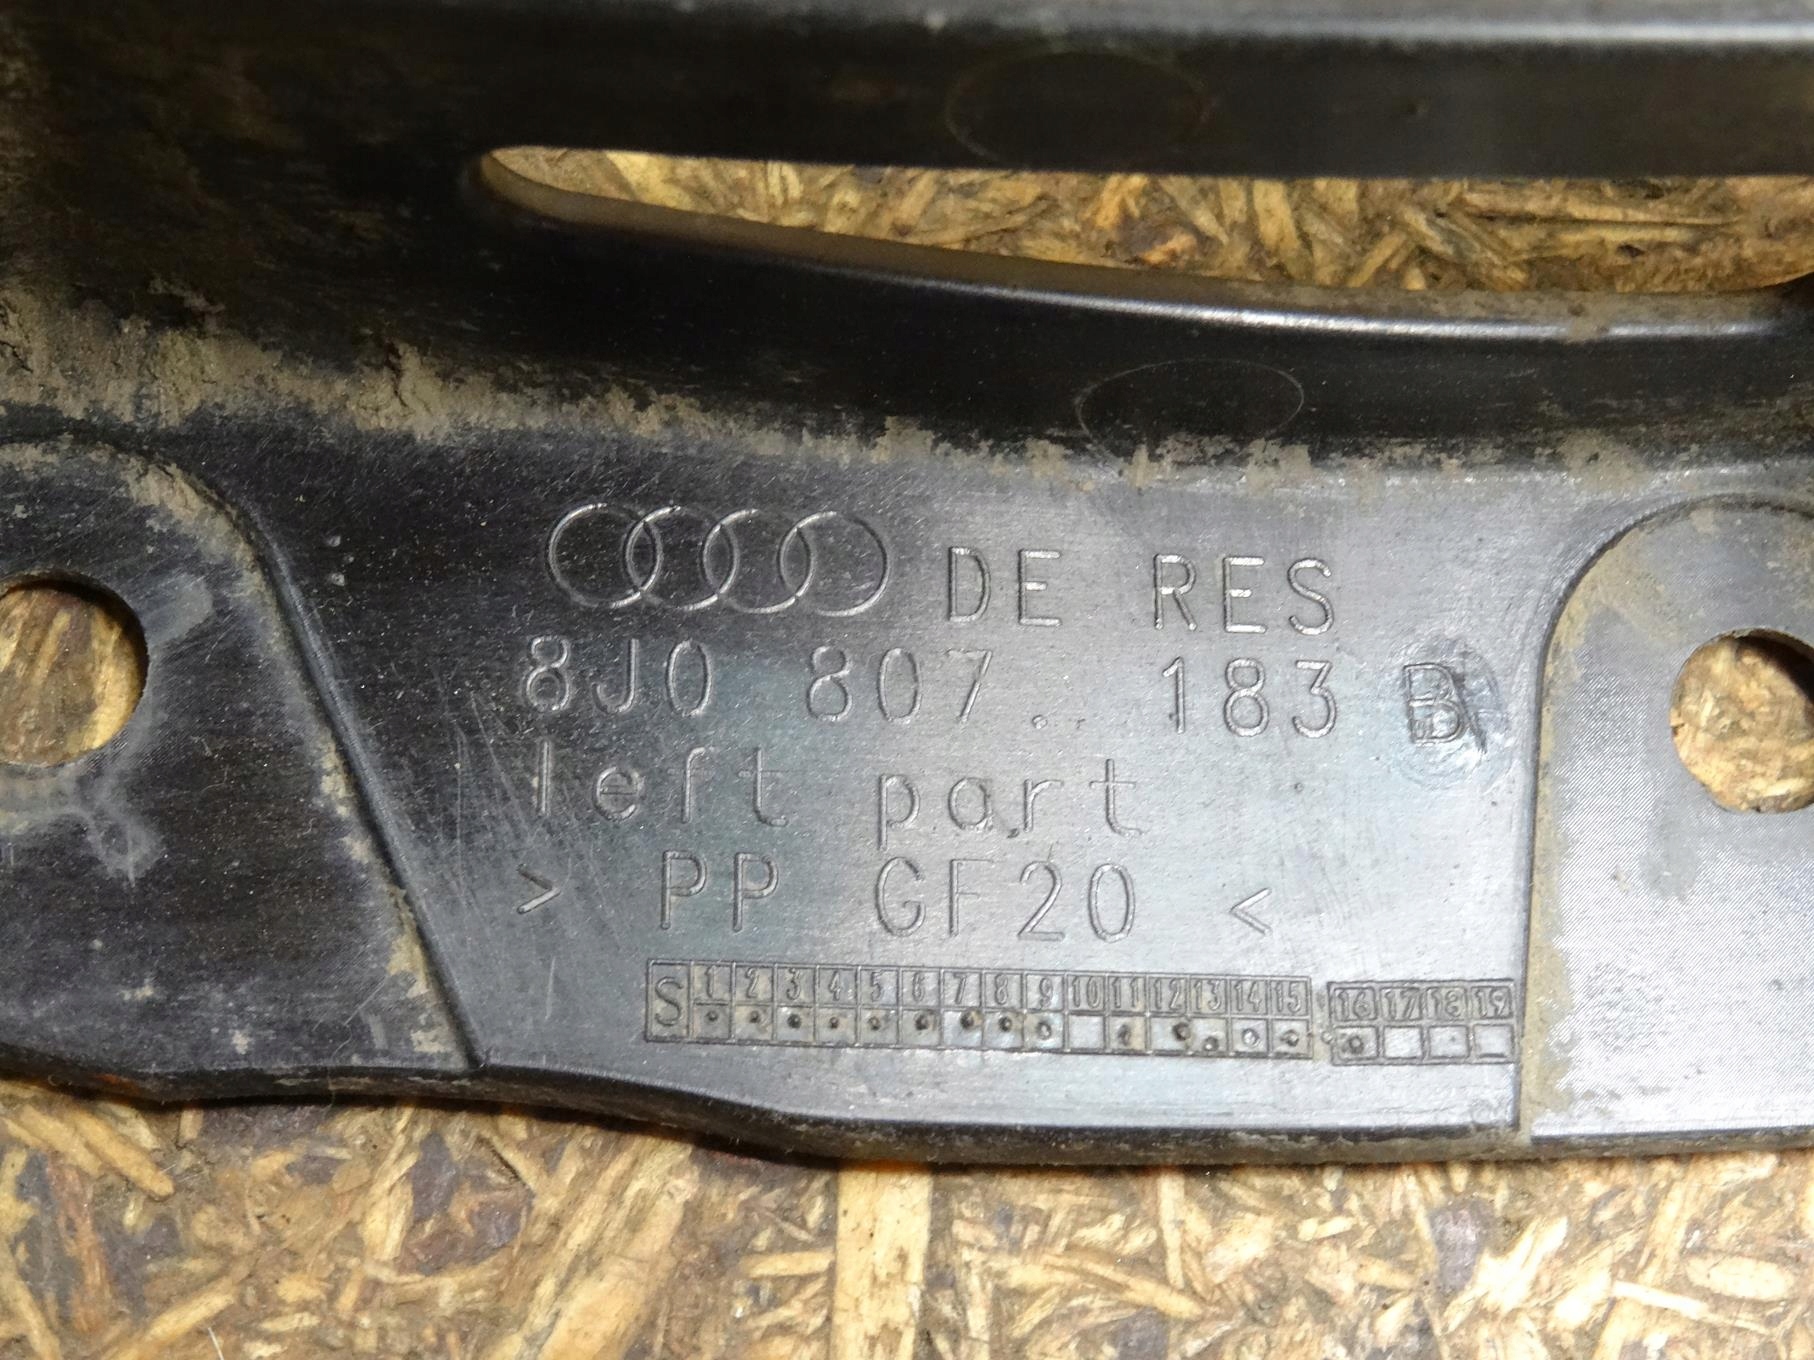 DE RES
8J0 807. 183 B
left part
> PP GF20 <
S 1 2 3 4 5 6 7 8 9 10 11 12 13 14 15 16 17 18 19